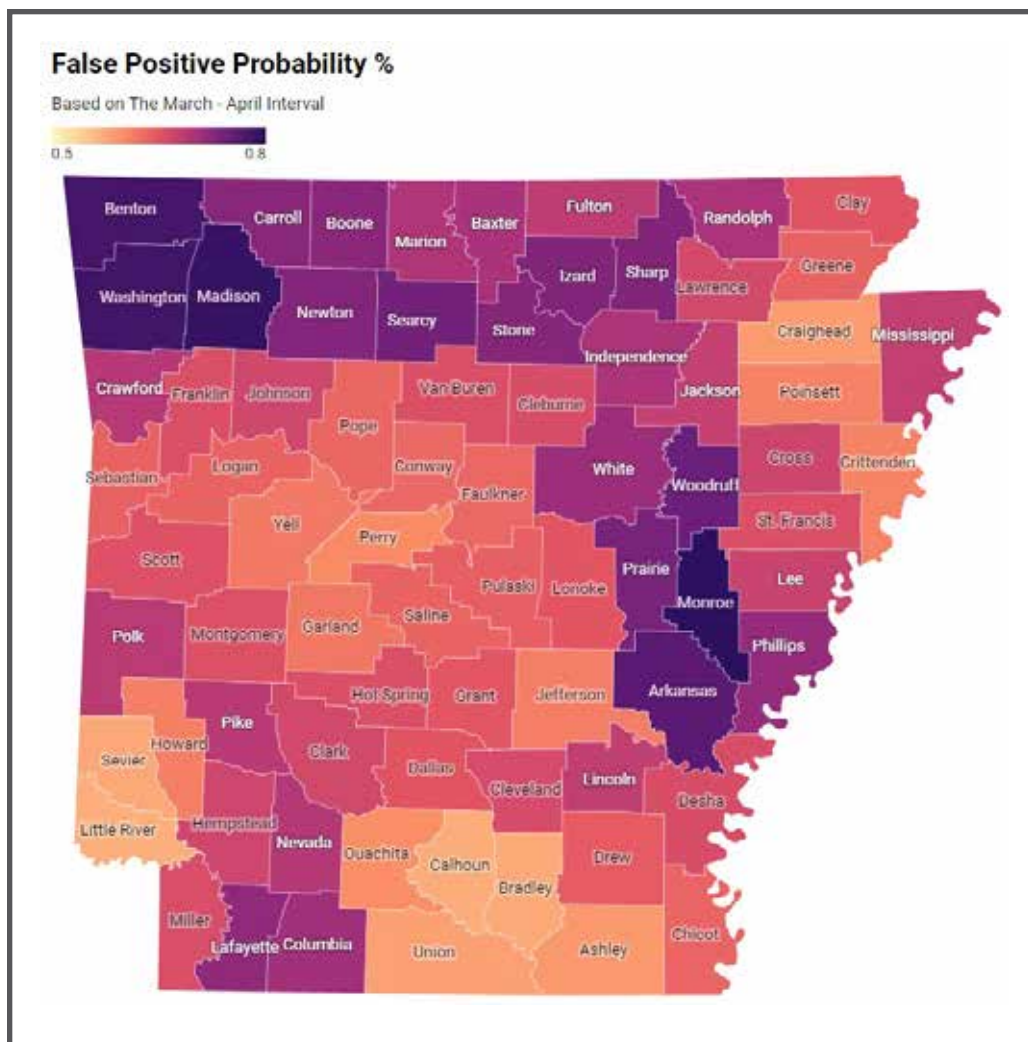 False Positive Probability %
Based on The March - April Interval
0.5 0.8
Benton Carroll Boone Marion Baxter Fulton Randolph Clay
Washington Madison Newton Searcy Stone Izard Sharp Lawrence Greene
Craighead Mississippi
Crawford Franklin Johnson Van Buren Cleburne Independence Jackson Poinsett
Pope
Sebastian Logan Conway Faulkner White Woodruff Cross Crittenden
Yell Perry St. Francis
Scott Pulaski Lonoke Prairie Monroe Lee
Polk Montgomery Garland Saline Phillips
Pike Hot Spring Grant Jefferson Arkansas
Sevier Howard Clark Dallas Cleveland Lincoln Desha
Little River Hempstead Nevada Ouachita Calhoun Bradley Drew
Miller Lafayette Columbia Union Ashley Chicot